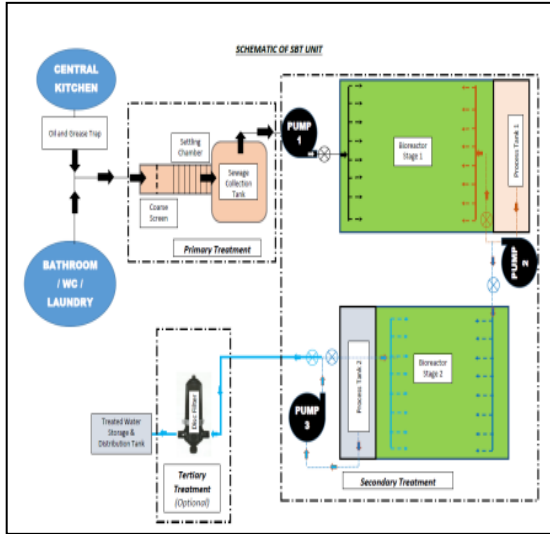 SCHEMATIC OF SBT UNIT
CENTRAL
KITCHEN
Oil and Grease Trap
Settling
Chamber
Sewage
Collection
Tank
Coarse
Screen
Primary Treatment
BATHROOM
/ WC /
LAUNDRY
PUMP
1
Bioreactor
Stage 1
Process Tank 1
PUMP 2
Bioreactor
Stage 2
Process Tank 2
PUMP
3
Secondary Treatment
Disc Filter
Treated Water
Storage &
Distribution Tank
Tertiary
Treatment
(Optional)